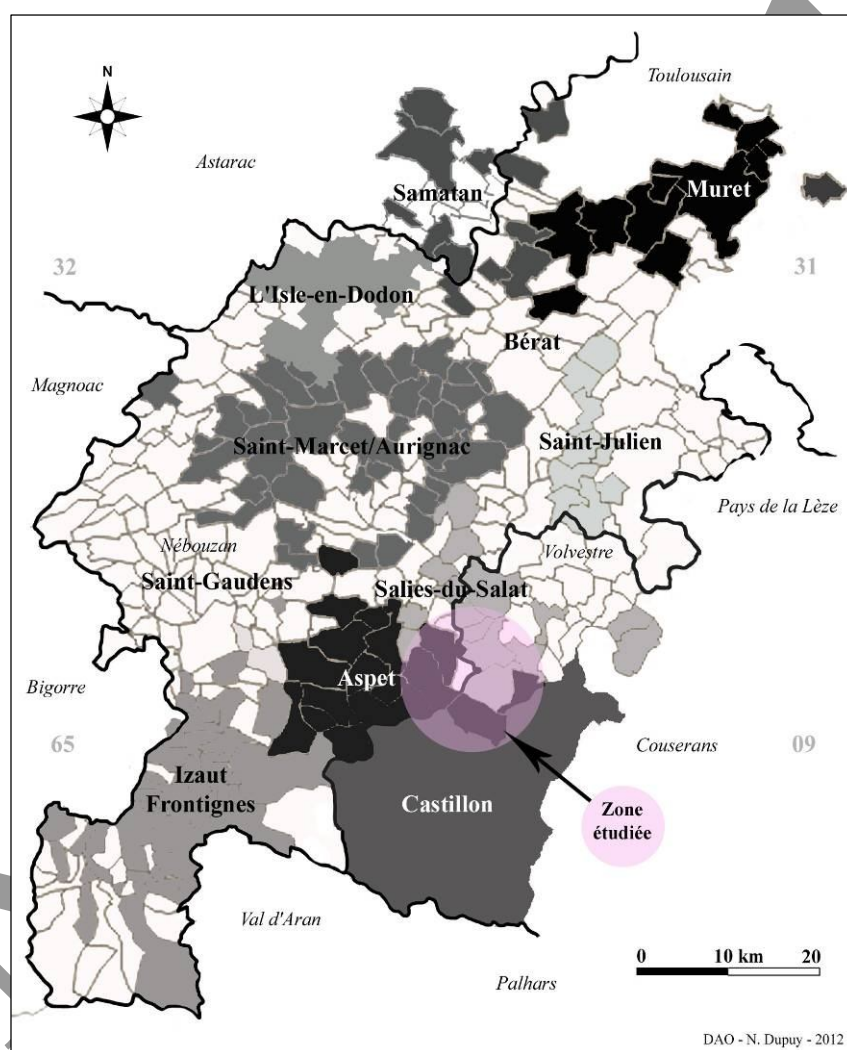 N
Toulousain
Astarac
Samatan
Muret
32
31
L'Isle-en-Dodon
Bérat
Magnoac
Saint-Marcet/Aurignac
Saint-Julien
Pays de la Lèze
Nébouzan
Volvestre
Saint-Gaudens
Salies-du-Salat
Aspet
Bigorre
65
Couserans
09
Izaut
Frontignes
Castillon
Zone
étudiée
Val d'Aran
0 10 km 20
Palhars
DAO - N. Dupuy - 2012